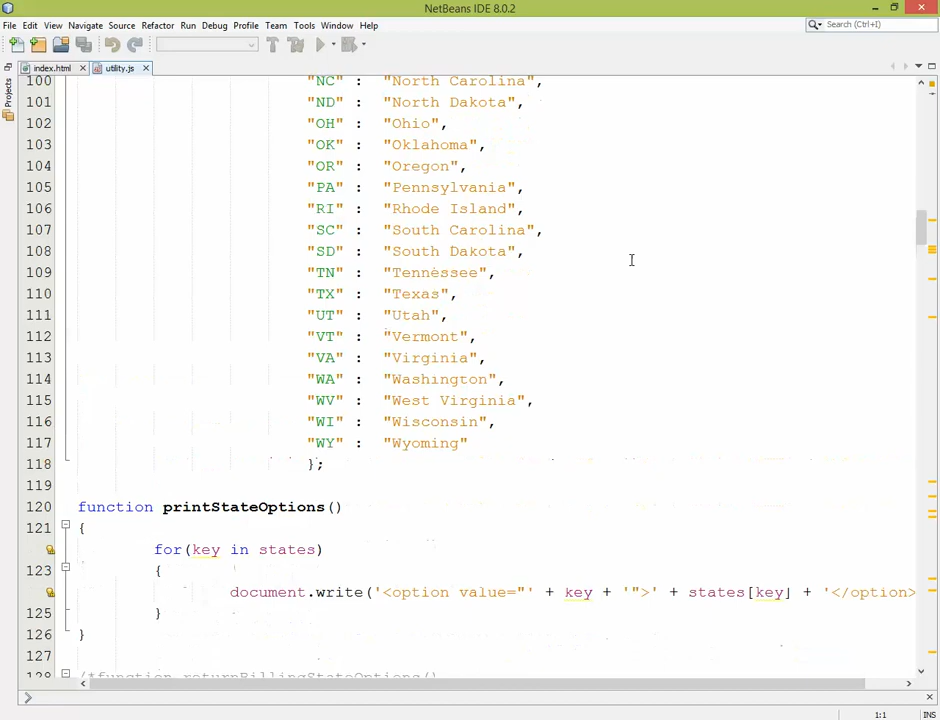 NetBeans IDE 8.0.2
File Edit View Navigate Source Refactor Run Debug Profile Team Tools Window Help
Search (Ctrl+I)
index.html
utility.js
Projects
100 "NC" : "North Carolina",
101 "ND" : "North Dakota",
102 "OH" : "Ohio",
103 "OK" : "Oklahoma",
104 "OR" : "Oregon",
105 "PA" : "Pennsylvania",
106 "RI" : "Rhode Island",
107 "SC" : "South Carolina",
108 "SD" : "South Dakota",
109 "TN" : "Tennessee",
110 "TX" : "Texas",
111 "UT" : "Utah",
112 "VT" : "Vermont",
113 "VA" : "Virginia",
114 "WA" : "Washington",
115 "WV" : "West Virginia",
116 "WI" : "Wisconsin",
117 "WY" : "Wyoming"
118 };
119
120 function printStateOptions()
121 {
for(key in states)
123 {
document.write('<option value="' + key + '">' + states[key] + '</option>
125 }
126 }
127
128 /*function returnBillingStateOptions()
1:1 INS